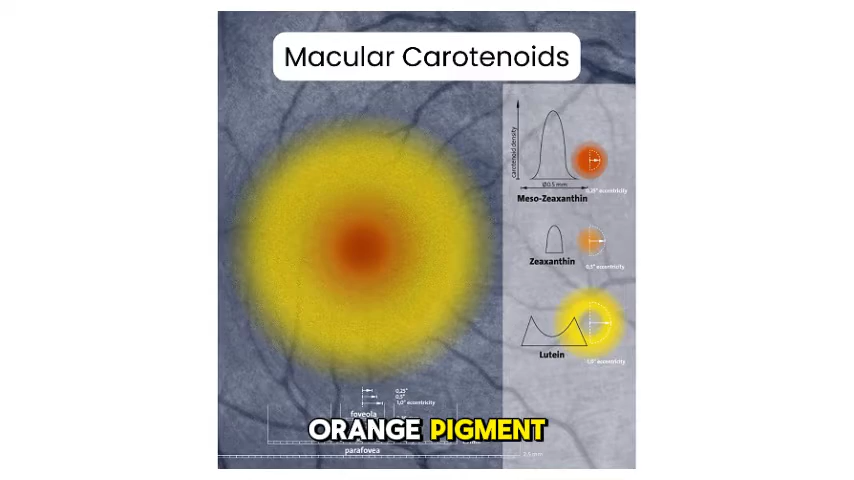 Macular Carotenoids
carotenoid density
Ø0.5 mm
0,25° eccentricity
Meso-Zeaxanthin
Zeaxanthin
0,5° eccentricity
Lutein
1,0° eccentricity
0,25°
0,5°
1,0° eccentricity
foveola
ORANGE PIGMENT
parafovea